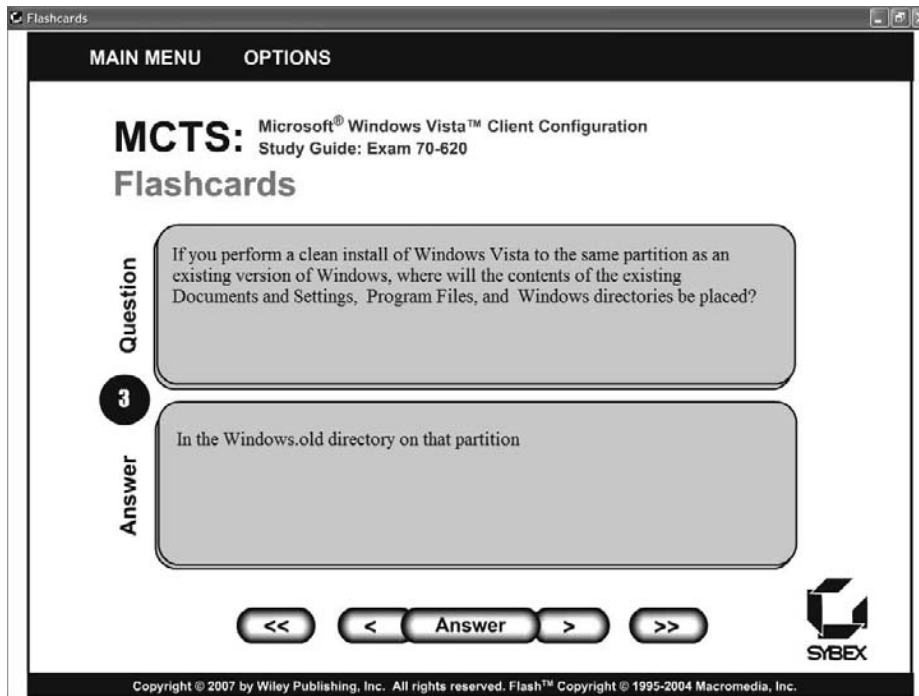 Flashcards
MAIN MENU OPTIONS
MCTS: Microsoft® Windows Vista™ Client Configuration
Study Guide: Exam 70-620
Flashcards
Question
If you perform a clean install of Windows Vista to the same partition as an
existing version of Windows, where will the contents of the existing
Documents and Settings, Program Files, and Windows directories be placed?
3
Answer
In the Windows.old directory on that partition
<< < Answer > >>
SYBEX
Copyright © 2007 by Wiley Publishing, Inc. All rights reserved. Flash™ Copyright © 1995-2004 Macromedia, Inc.